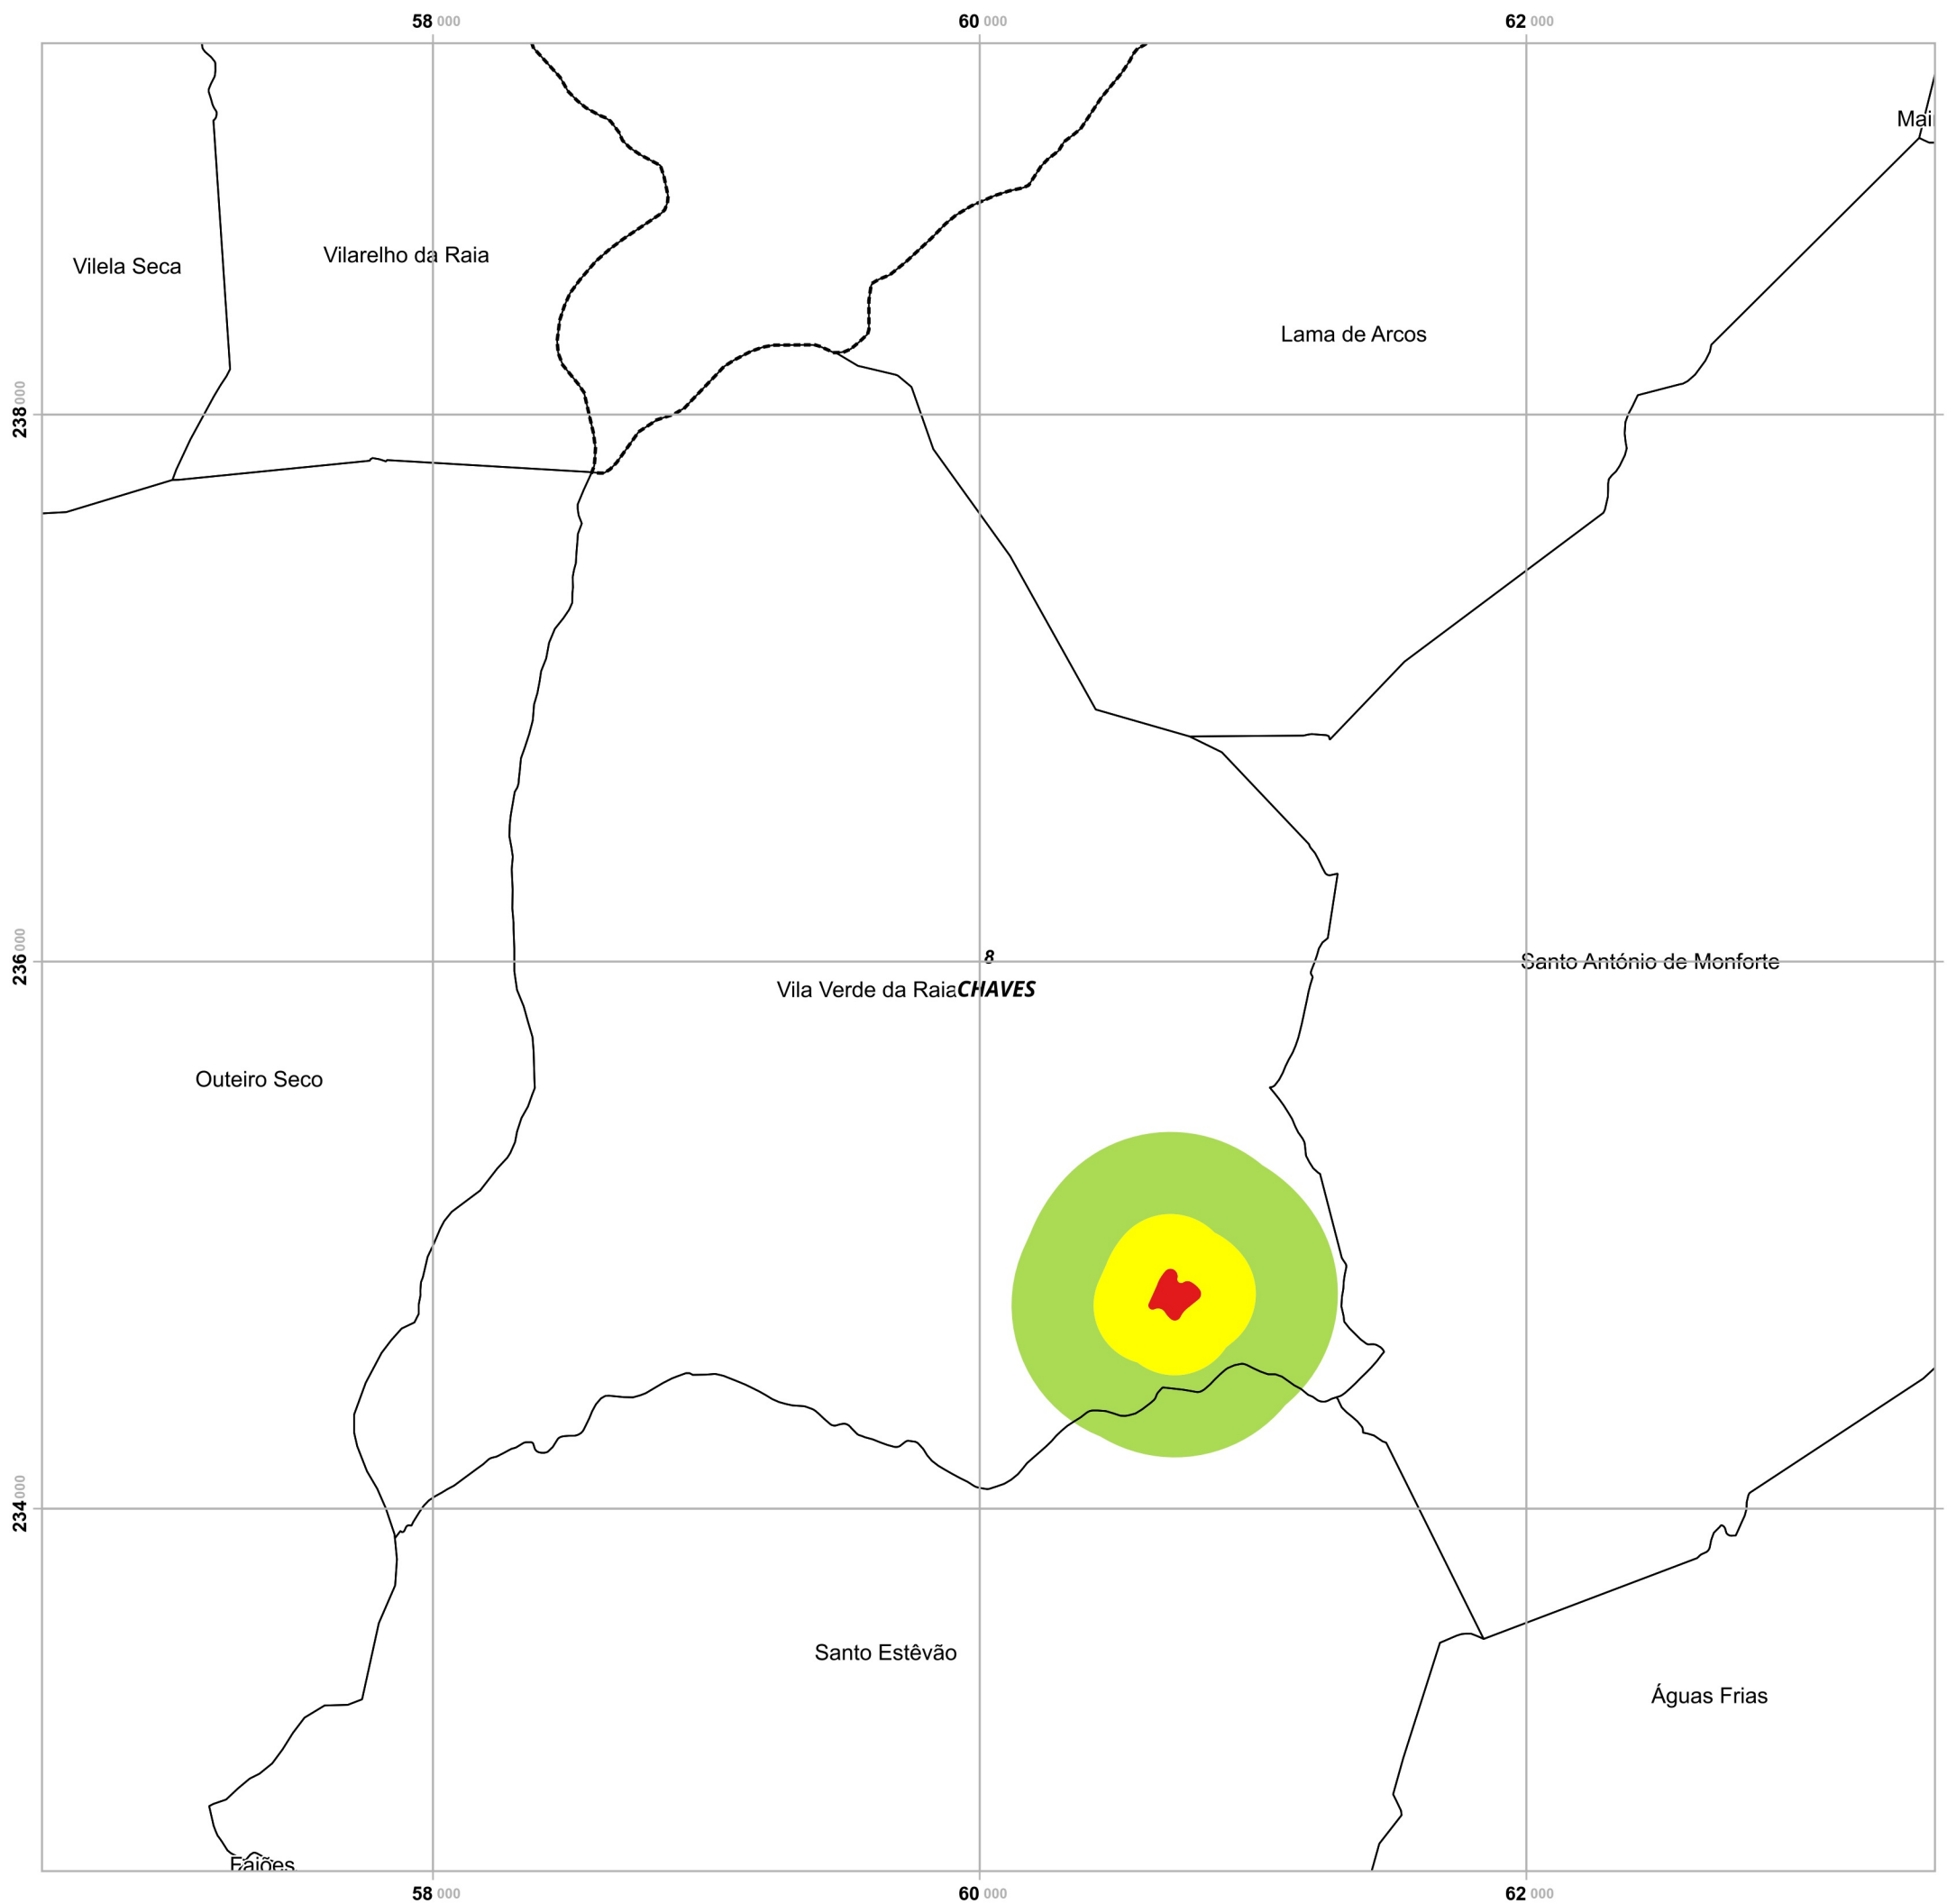 58 000 60 000 62 000
Mai
Vilarelho da Raia
Vilela Seca
Lama de Arcos
238 000
236 000
8
Santo António de Monforte
Vila Verde da Raia CHAVES
Outeiro Seco
234 000
Santo Estêvão
Águas Frias
Faiões
58 000 60 000 62 000